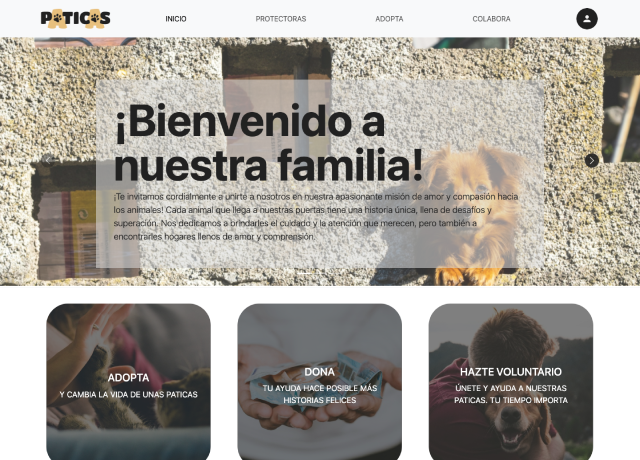 PATICAS
INICIO
PROTECTORAS
ADOPTA
COLABORA
¡Bienvenido a
nuestra familia!
¡Te invitamos cordialmente a unirte a nosotros en nuestra apasionante misión de amor y compasión hacia
los animales! Cada animal que llega a nuestras puertas tiene una historia única, llena de desafíos y
superación. Nos dedicamos a brindarles el cuidado y la atención que merecen, pero también a
encontrarles hogares llenos de amor y comprensión.
ADOPTA
Y CAMBIA LA VIDA DE UNAS PATICAS
DONA
TU AYUDA HACE POSIBLE MÁS
HISTORIAS FELICES
HAZTE VOLUNTARIO
ÚNETE Y AYUDA A NUESTRAS
PATICAS. TU TIEMPO IMPORTA